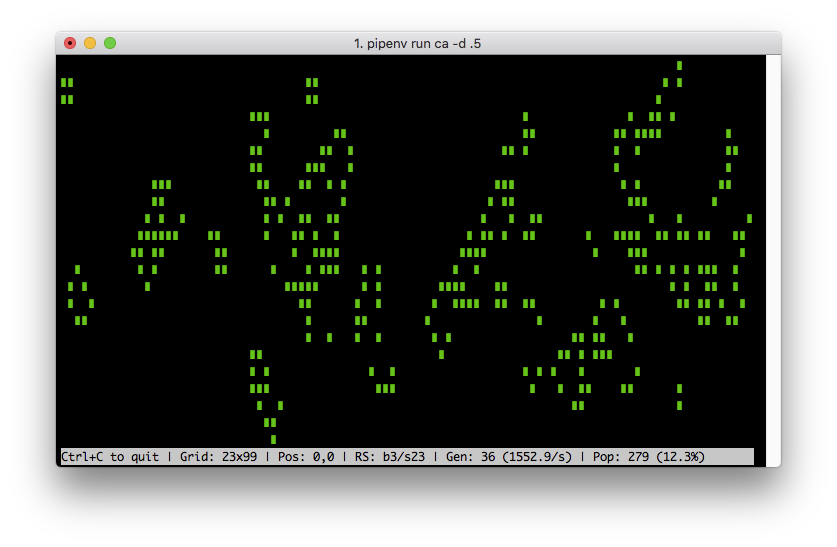 1. pipenv run ca -d .5
Ctrl+C to quit | Grid: 23x99 | Pos: 0,0 | RS: b3/s23 | Gen: 36 (1552.9/s) | Pop: 279 (12.3%)